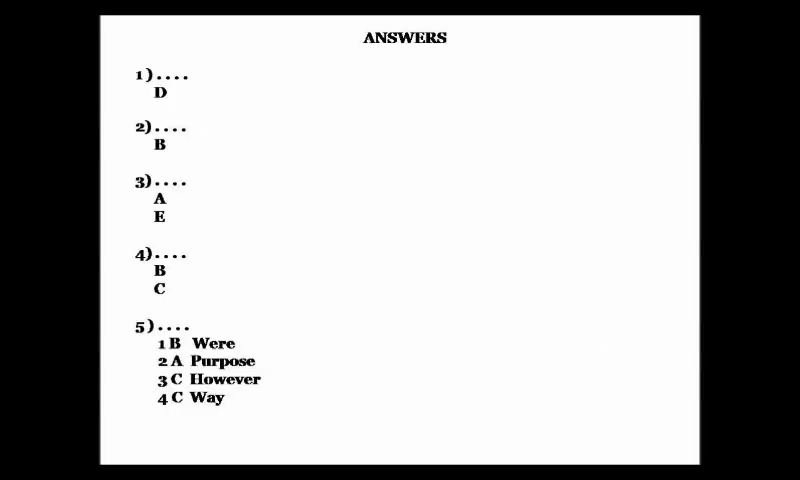 ANSWERS
1)....
D
2)....
B
3)....
A
E
4)....
B
C
5)....
1 B Were
2 A Purpose
3 C However
4 C Way